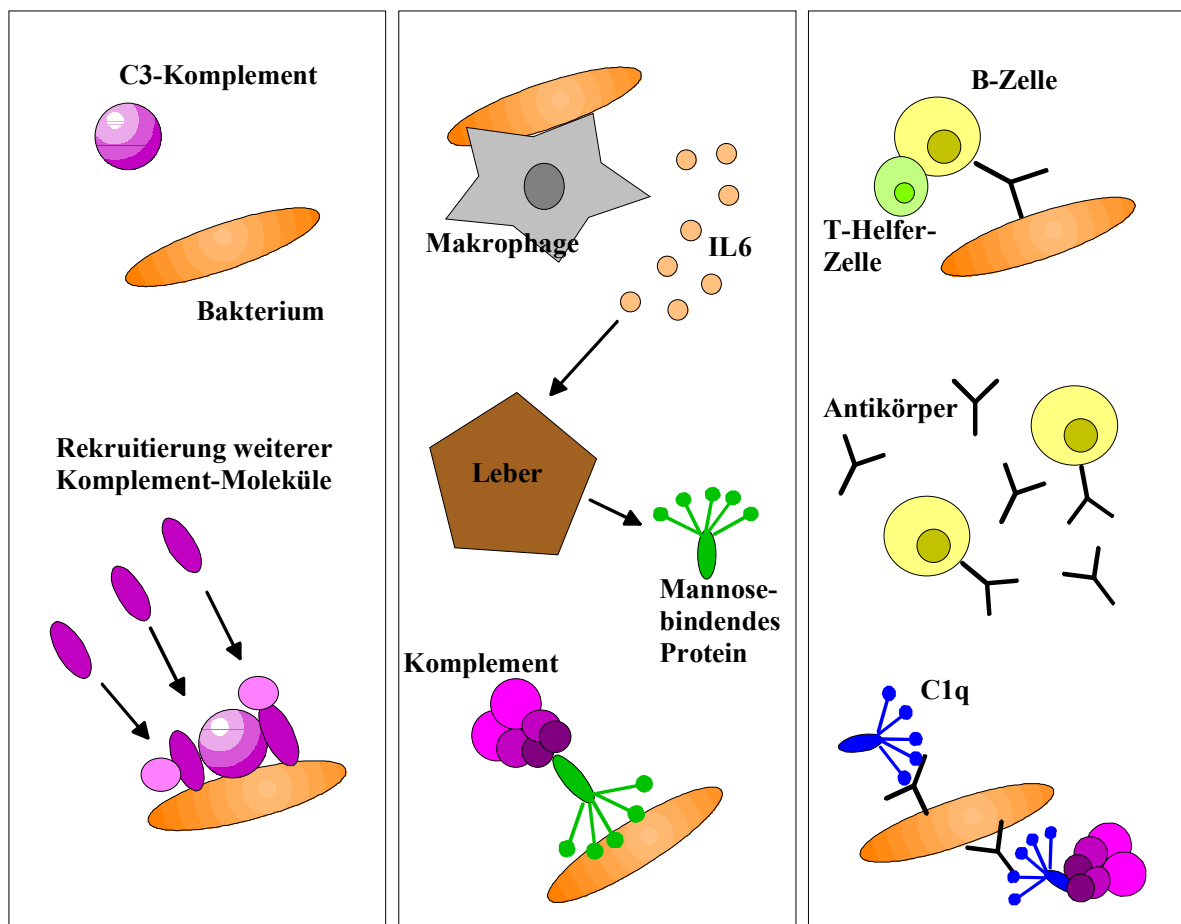 C3-Komplement
Bakterium
Rekruitierung weiterer
Komplement-Moleküle
Makrophage
IL6
Leber
Mannose-
bindendes
Protein
Komplement
B-Zelle
T-Helfer-
Zelle
Antikörper
C1q